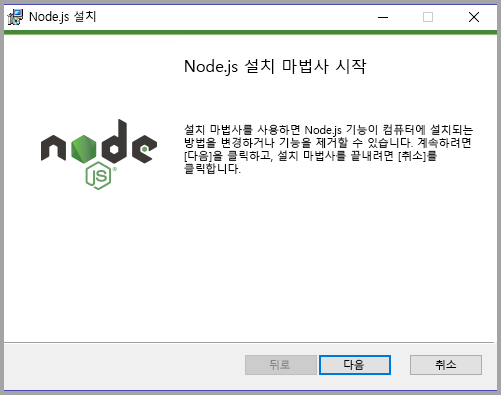 Node.js 설치
Node.js 설치 마법사 시작
설치 마법사를 사용하면 Node.js 기능이 컴퓨터에 설치되는
방법을 변경하거나 기능을 제거할 수 있습니다. 계속하려면
[다음]을 클릭하고, 설치 마법사를 끝내려면 [취소]를
클릭합니다.
node
JS
뒤로 다음 취소